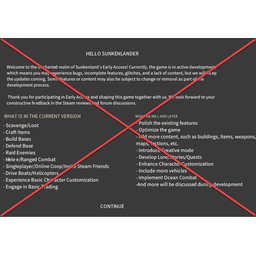 HELLO SUNKENLANDER
Welcome to the uncharted realm of Sunkenland's Early Access! Currently, the game is in active development,
which means you may experience bugs, incomplete features, glitches, and a lack of content, but we will keep
the updates coming. Some features or content may also be subject to change or removal as part of the
development process.
Thank you for participating in Early Access and shaping this game together with us. We look forward to your
constructive feedback in the Steam reviews and forum discussions.
WHAT IS IN THE CURRENT VERSION
- Scavenge/Loot
- Craft Items
- Build Bases
- Defend Base
- Raid Enemies
- Melee/Ranged Combat
- Singleplayer/Online Coop/Invite Steam Friends
- Drive Boats/Helicopters
- Experience Basic Character Customization
- Engage in Basic Trading
WHAT WE WILL ADD LATER
- Polish the existing features
- Optimize the game
- Add more content, such as buildings, items, weapons,
maps, factions, etc.
- Introduce Creative mode
- Develop Lore/Stories/Quests
- Enhance Character Customization
- Include more vehicles
- Implement Ocean Combat
-And more will be discussed during development
CONTINUE